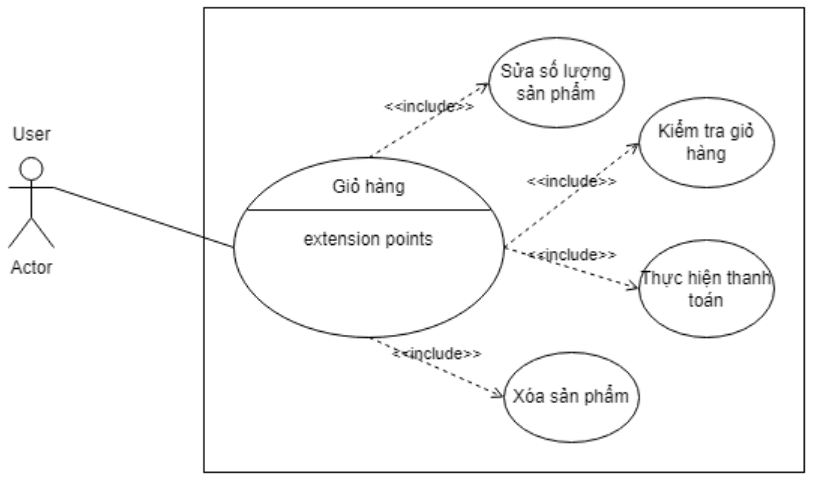 User
Actor
Giỏ hàng
extension points
<<include>>
Sửa số lượng
sản phẩm
<<include>>
Kiểm tra giỏ
hàng
<<include>>
Thực hiện thanh
toán
<<include>>
Xóa sản phẩm